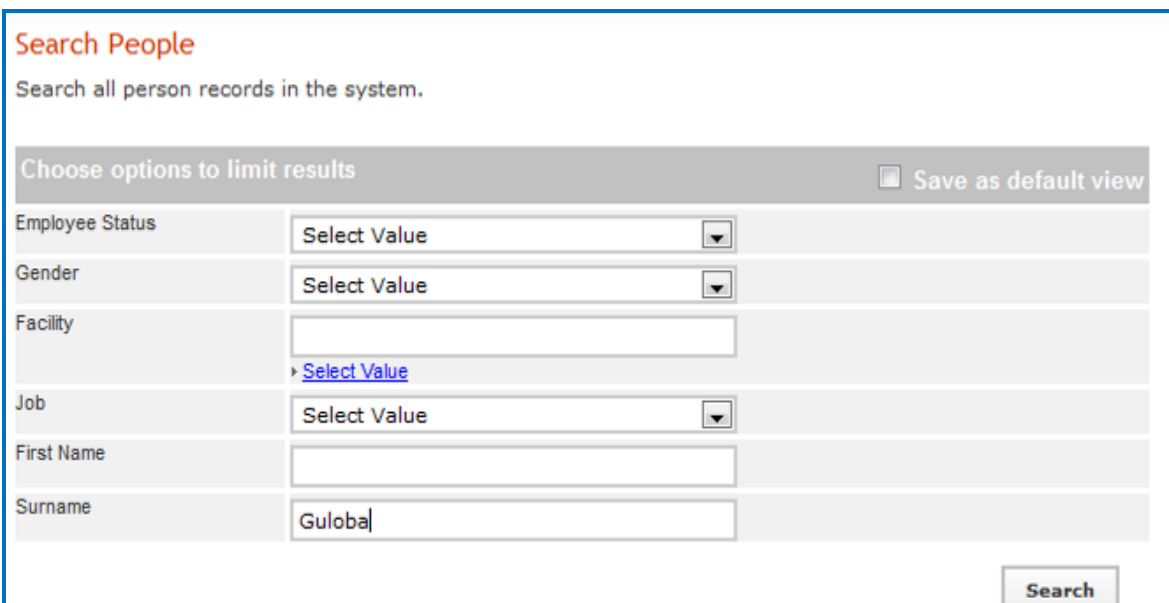 Search People
Search all person records in the system.
Choose options to limit results
Save as default view
Employee Status
Select Value
Gender
Select Value
Facility
Select Value
Job
Select Value
First Name
Surname
Guloba
Search